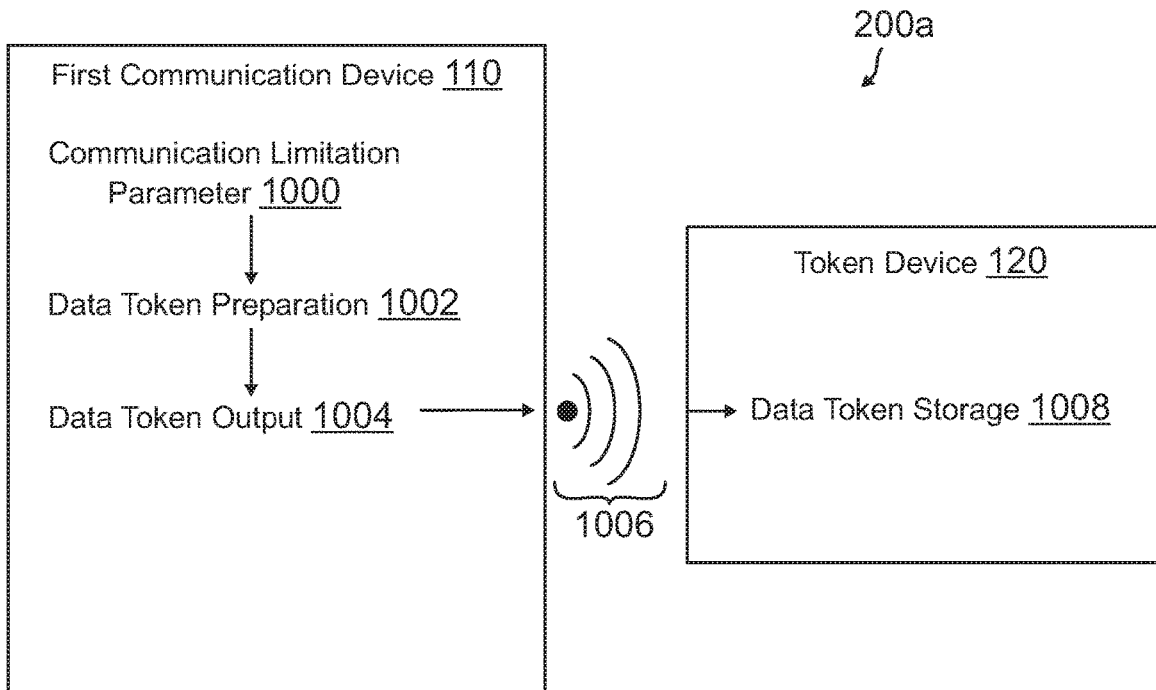 200a
First Communication Device 110
Communication Limitation
Parameter 1000
Data Token Preparation 1002
Data Token Output 1004
1006
Token Device 120
Data Token Storage 1008